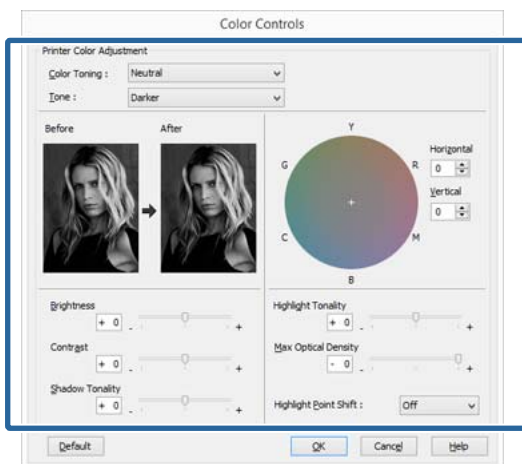 Color Controls
Printer Color Adjustment
Color Toning : Neutral
Tone : Darker
Before After
Y
G R
C M
B
Horizontal
0
Vertical
0
Brightness
+ 0 - +
Contrast
+ 0 - +
Shadow Tonality
+ 0 - +
Highlight Tonality
+ 0 - +
Max Optical Density
- 0 - +
Highlight Point Shift : Off
Default OK Cancel Help